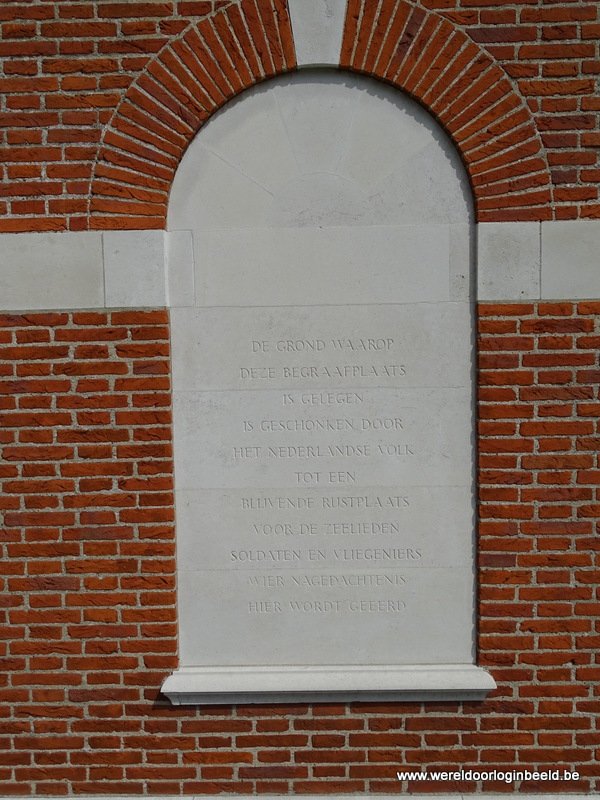 DE GROND WAAROP
DEZE BEGRAAFPLAATS
IS GELEGEN
IS GESCHONKEN DOOR
HET NEDERLANDSE VOLK
TOT EEN
BLIJVENDE RUSTPLAATS
VOOR DE ZEELIEDEN
SOLDATEN EN VLIEGENIERS
WIER NAGEDACHTENIS
HIER WORDT GEEERD
www.wereldoorloginbeeld.be